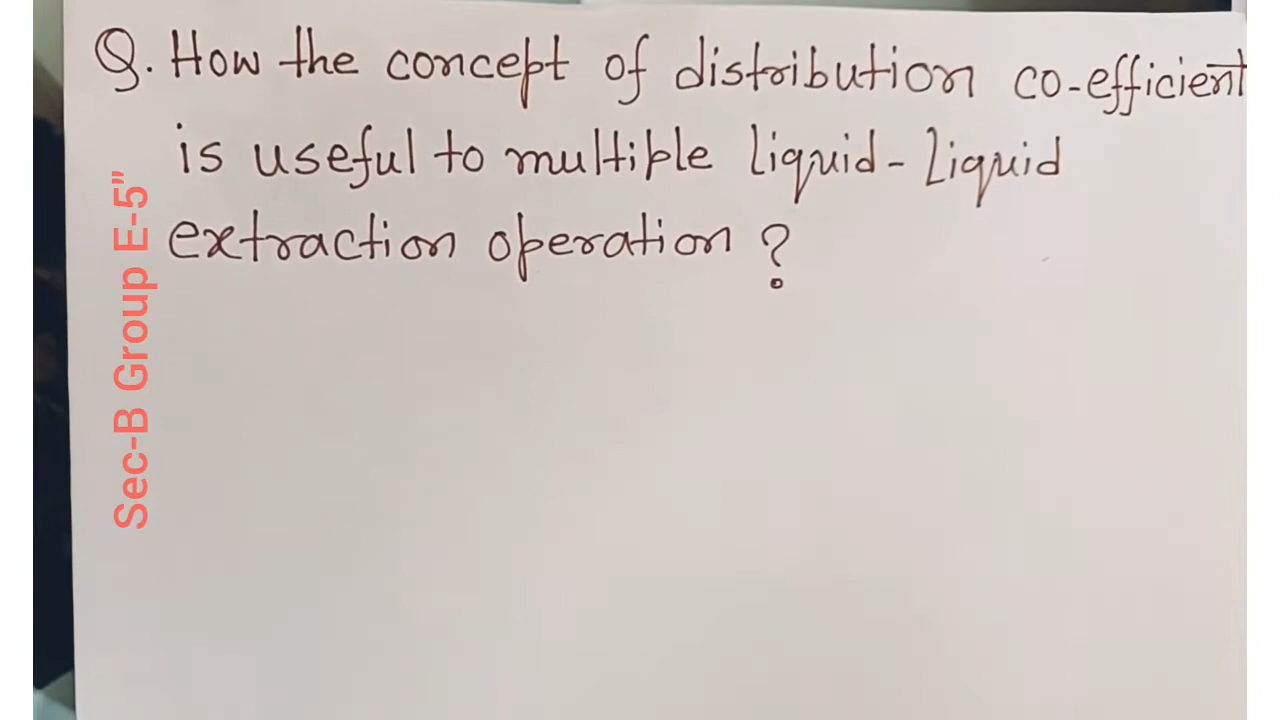 Q. How the concept of distribution co-efficient
is useful to multiple liquid-liquid
extraction operation ?
Sec-B Group E-5"